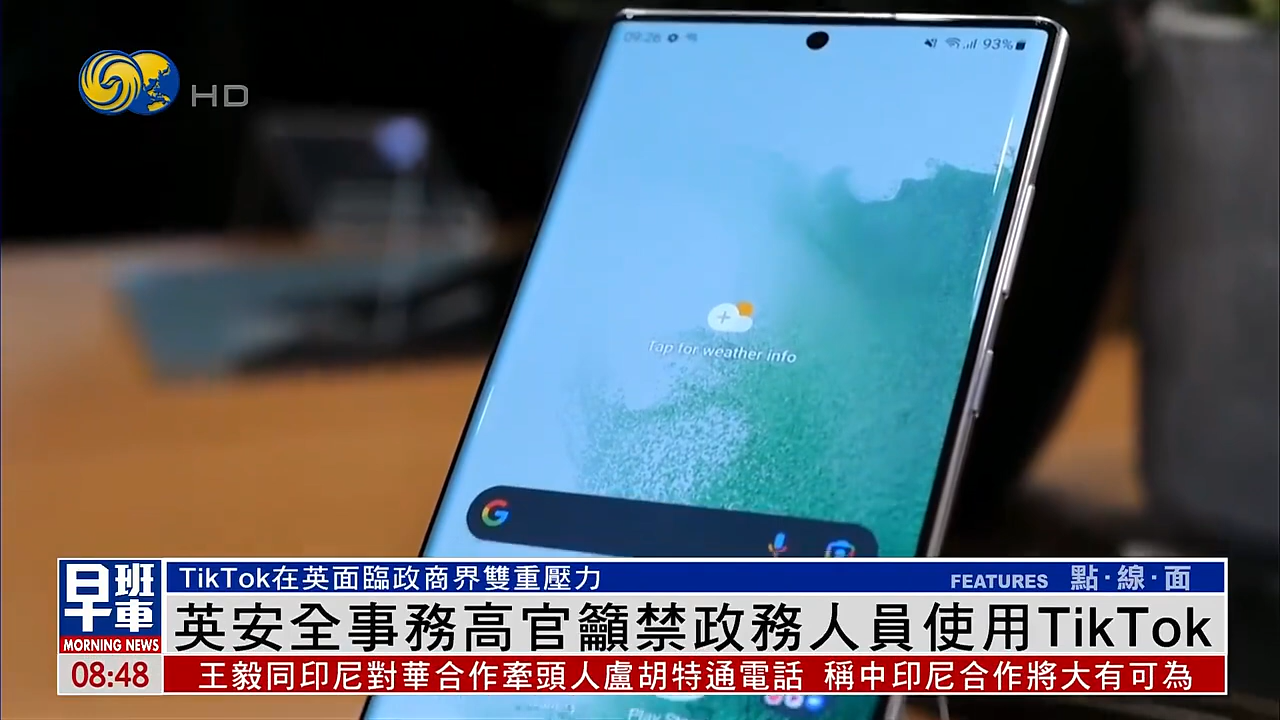 09:26
93%
HD
Tap for weather info
G
早班車
TikTok在英面臨政商界雙重壓力
FEATURES 點·線·面
英安全事務高官籲禁政務人員使用TikTok
MORNING NEWS
08:48
王毅同印尼對華合作牽頭人盧胡特通電話 稱中印尼合作將大有可為